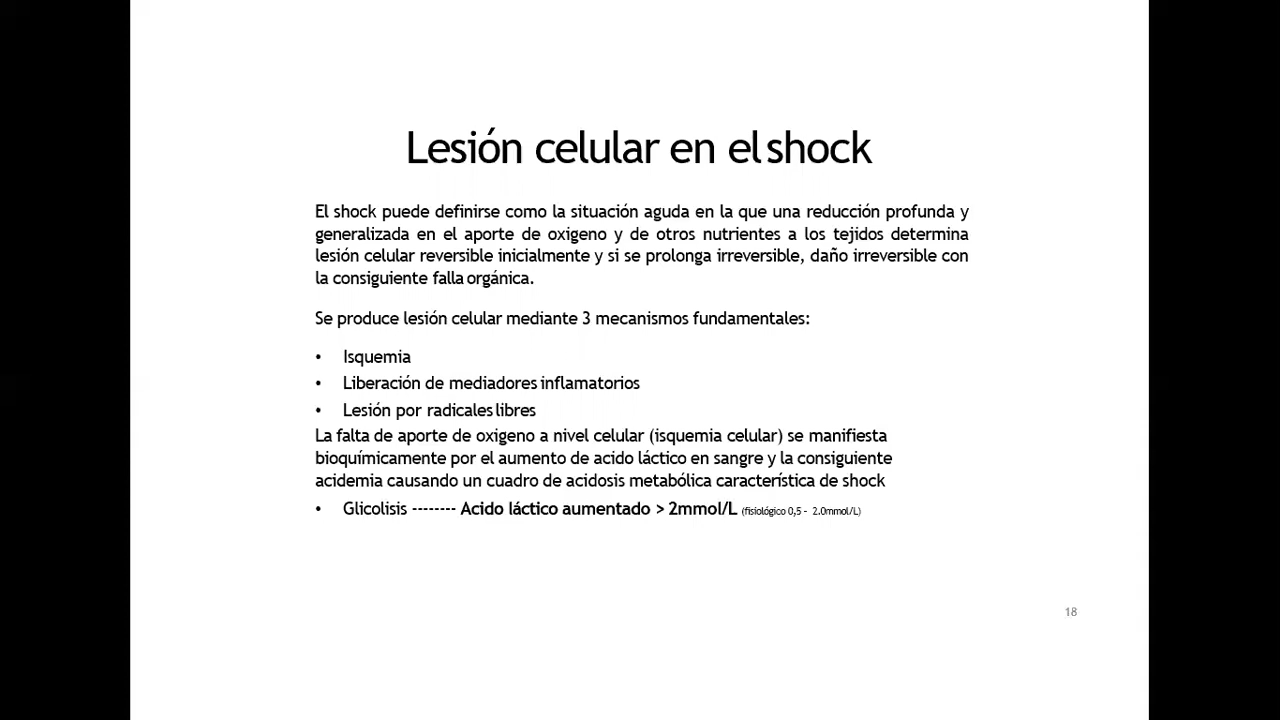 Lesión celular en el shock
El shock puede definirse como la situación aguda en la que una reducción profunda y
generalizada en el aporte de oxigeno y de otros nutrientes a los tejidos determina
lesión celular reversible inicialmente y si se prolonga irreversible, daño irreversible con
la consiguiente falla orgánica.
Se produce lesión celular mediante 3 mecanismos fundamentales:
• Isquemia
• Liberación de mediadores inflamatorios
• Lesión por radicales libres
La falta de aporte de oxigeno a nivel celular (isquemia celular) se manifiesta
bioquímicamente por el aumento de acido láctico en sangre y la consiguiente
acidemia causando un cuadro de acidosis metabólica característica de shock
• Glicolisis -------- Acido láctico aumentado > 2mmol/L (fisiológico 0,5 - 2.0mmol/L)
18